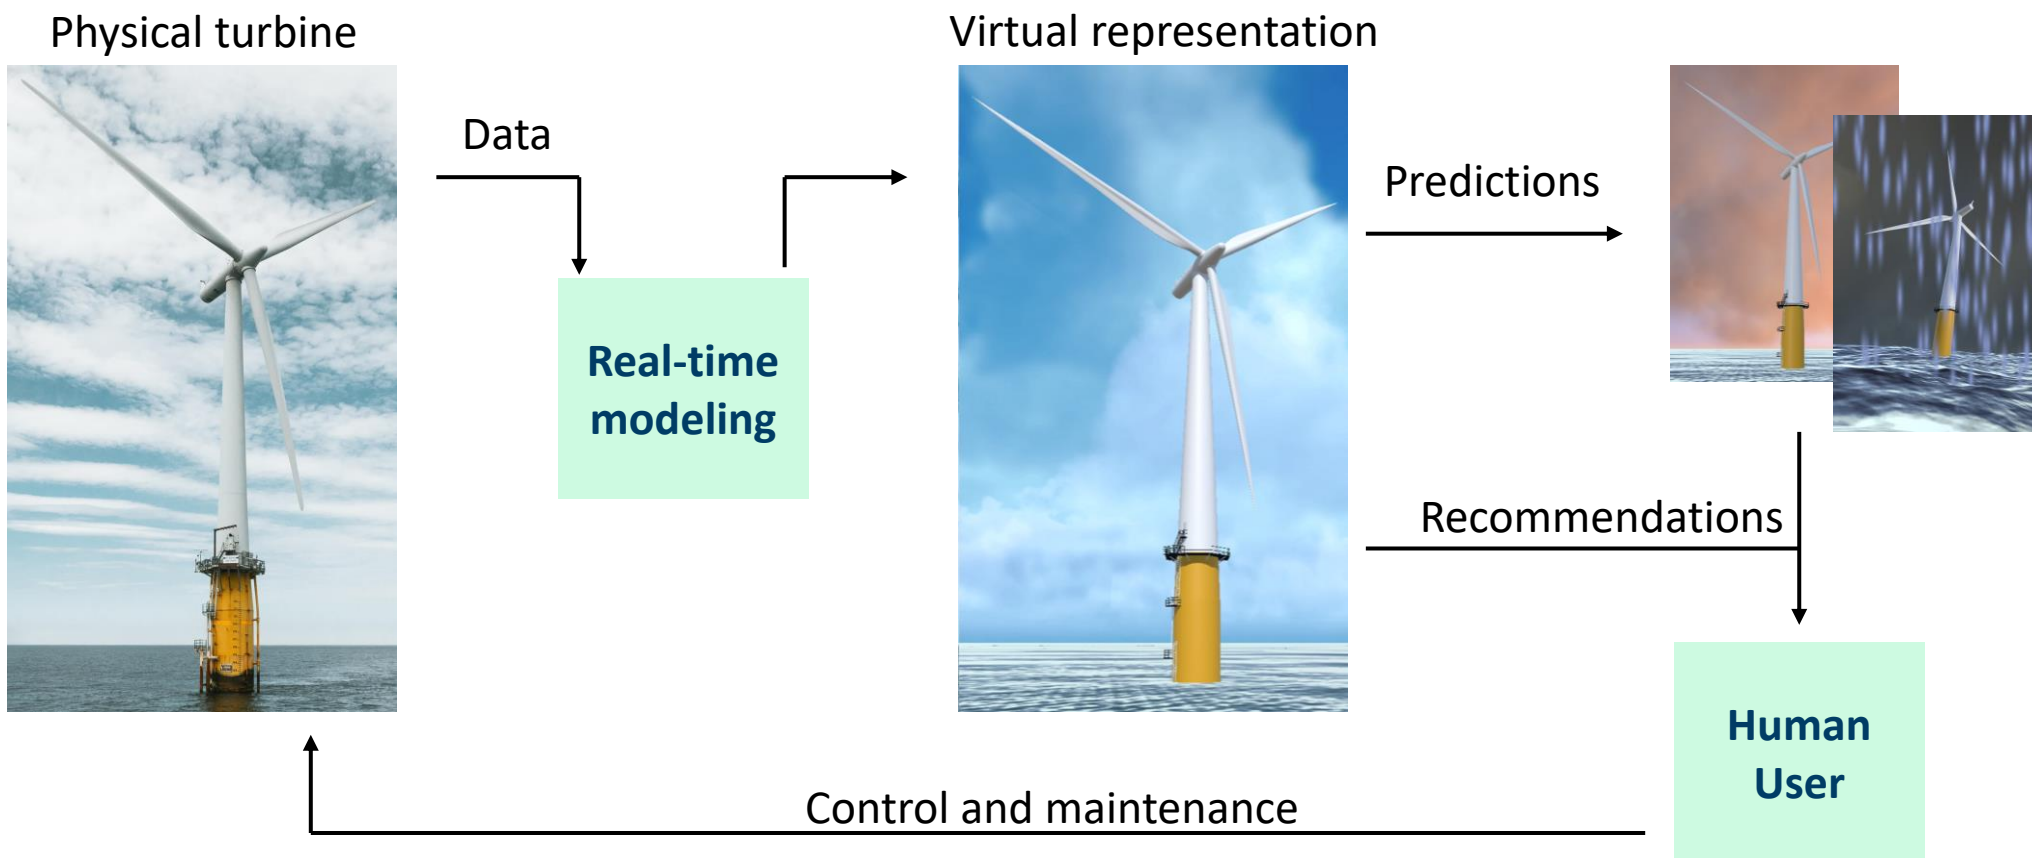 Physical turbine
Virtual representation
Data
Predictions
Real-time
modeling
Recommendations
Human
User
Control and maintenance